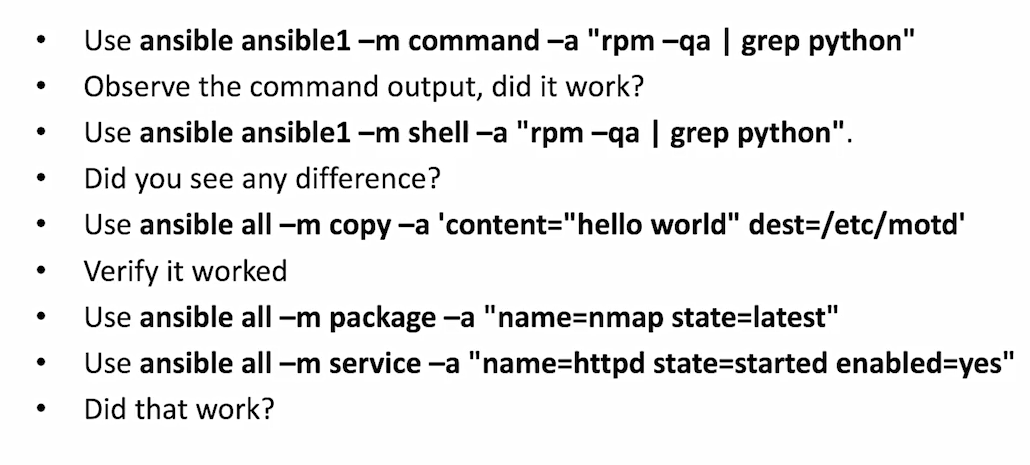 • Use ansible ansible1 –m command –a "rpm –qa | grep python"
• Observe the command output, did it work?
• Use ansible ansible1 –m shell –a "rpm –qa | grep python".
• Did you see any difference?
• Use ansible all –m copy –a 'content="hello world" dest=/etc/motd'
• Verify it worked
• Use ansible all –m package –a "name=nmap state=latest"
• Use ansible all –m service –a "name=httpd state=started enabled=yes"
• Did that work?